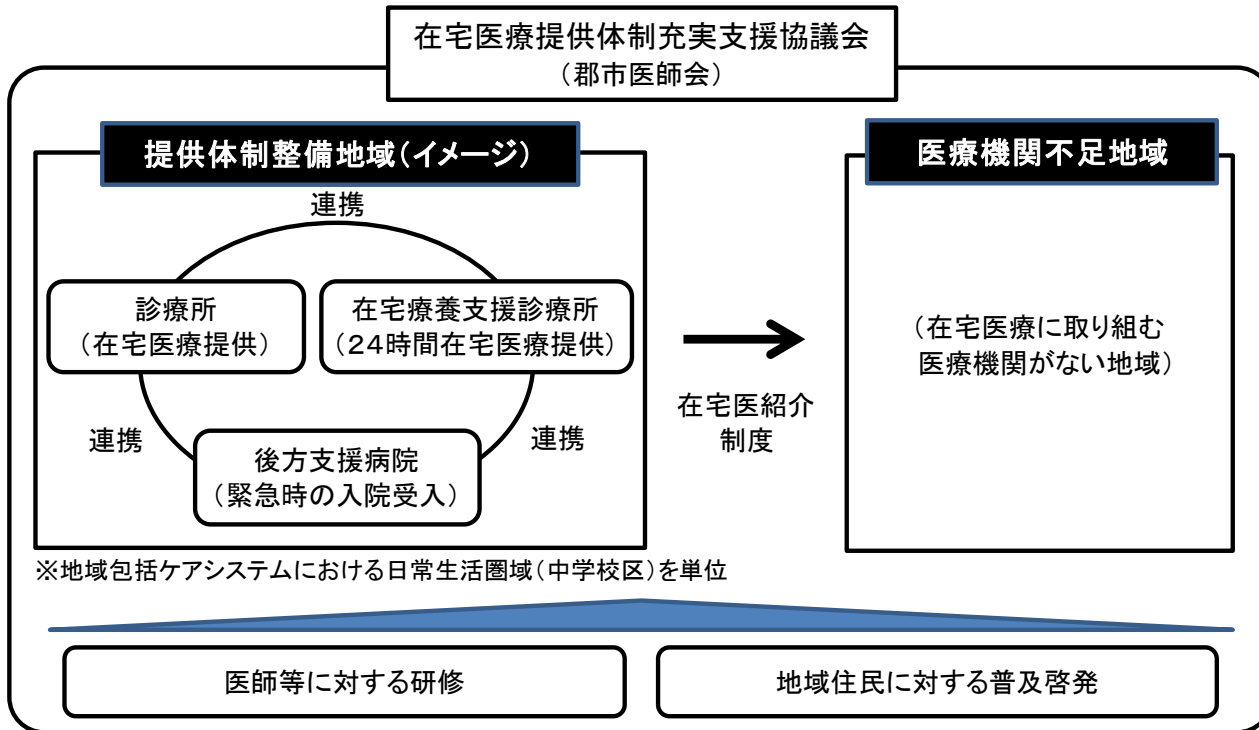 在宅医療提供体制充実支援協議会
（郡市医師会）
提供体制整備地域（イメージ）
連携
診療所
（在宅医療提供）
在宅療養支援診療所
（２４時間在宅医療提供）
連携
連携
後方支援病院
（緊急時の入院受入）
在宅医紹介
制度
医療機関不足地域
（在宅医療に取り組む
医療機関がない地域）
※地域包括ケアシステムにおける日常生活圏域（中学校区）を単位
医師等に対する研修
地域住民に対する普及啓発